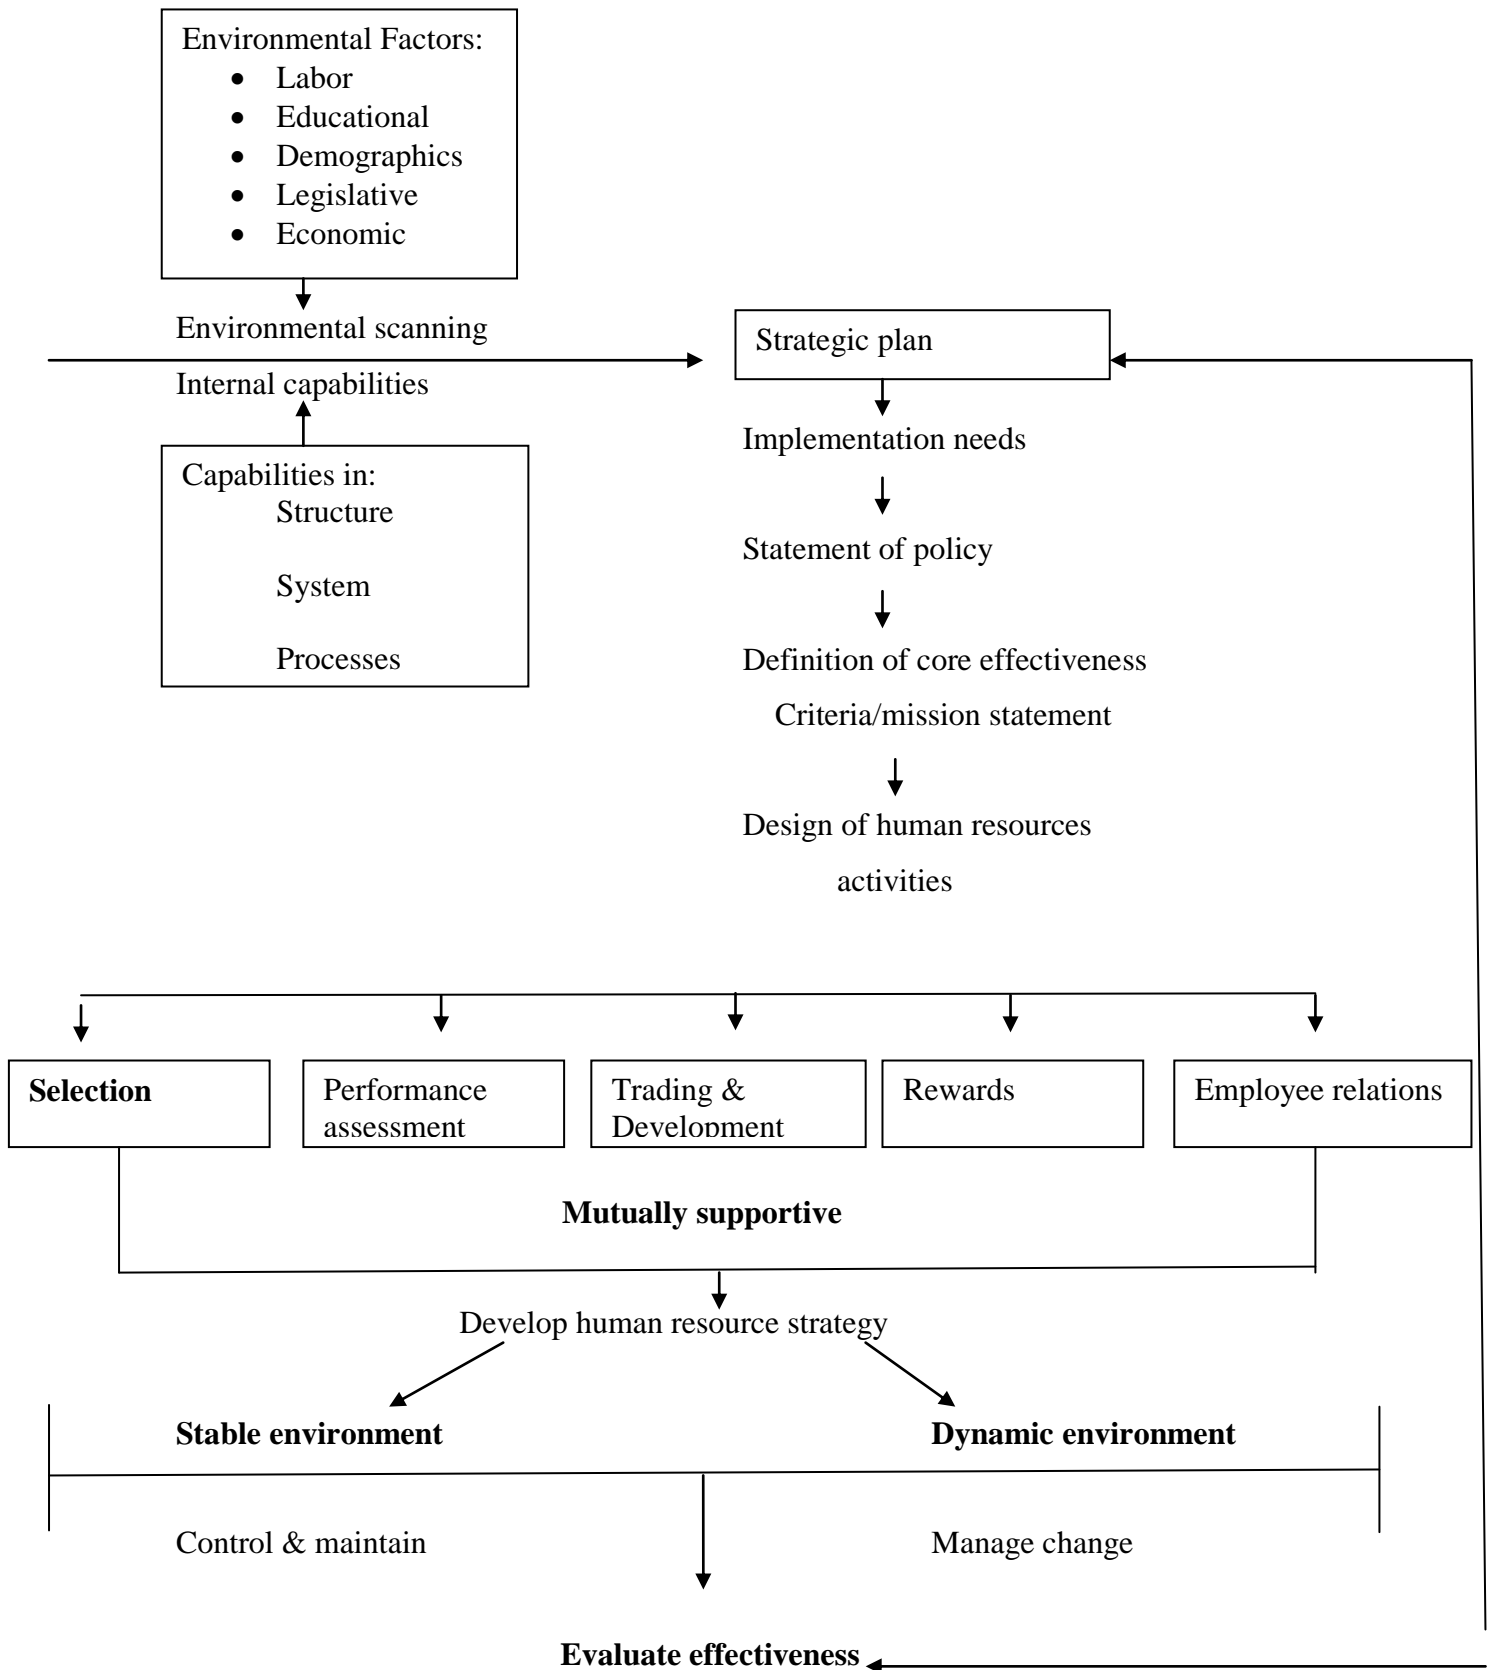 Environmental Factors:
• Labor
• Educational
• Demographics
• Legislative
• Economic
Environmental scanning
Internal capabilities
Capabilities in:
Structure
System
Processes
Strategic plan
Implementation needs
Statement of policy
Definition of core effectiveness
Criteria/mission statement
Design of human resources
activities
Selection
Performance
assessment
Trading &
Development
Rewards
Employee relations
Mutually supportive
Develop human resource strategy
Stable environment
Dynamic environment
Control & maintain
Manage change
Evaluate effectiveness